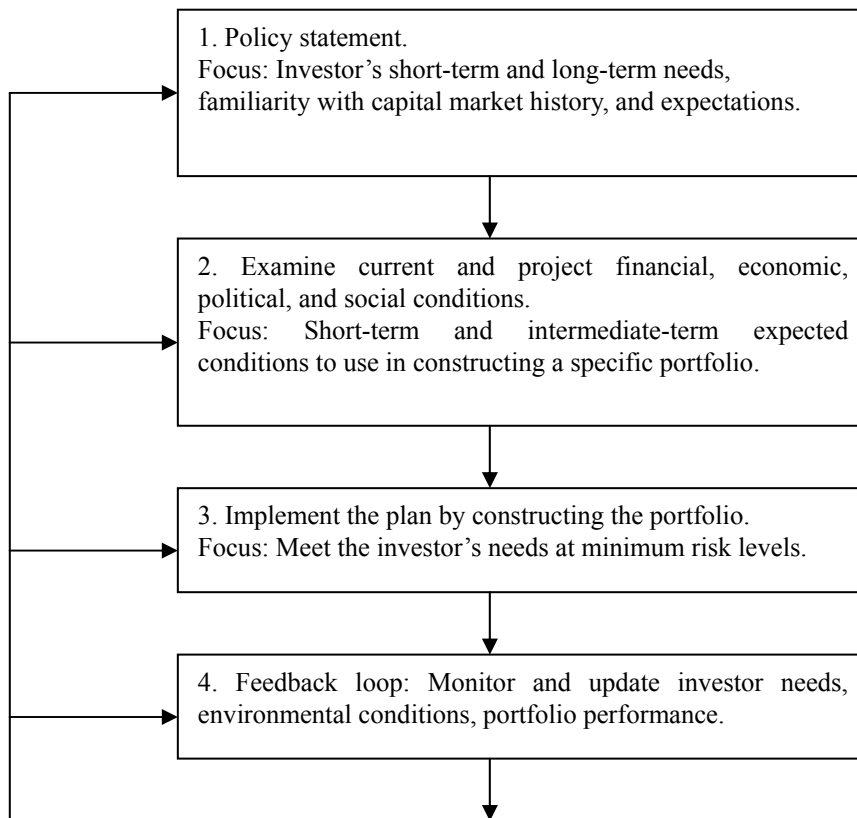 1. Policy statement.
Focus: Investor’s short-term and long-term needs,
familiarity with capital market history, and expectations.
2. Examine current and project financial, economic,
political, and social conditions.
Focus: Short-term and intermediate-term expected
conditions to use in constructing a specific portfolio.
3. Implement the plan by constructing the portfolio.
Focus: Meet the investor’s needs at minimum risk levels.
4. Feedback loop: Monitor and update investor needs,
environmental conditions, portfolio performance.